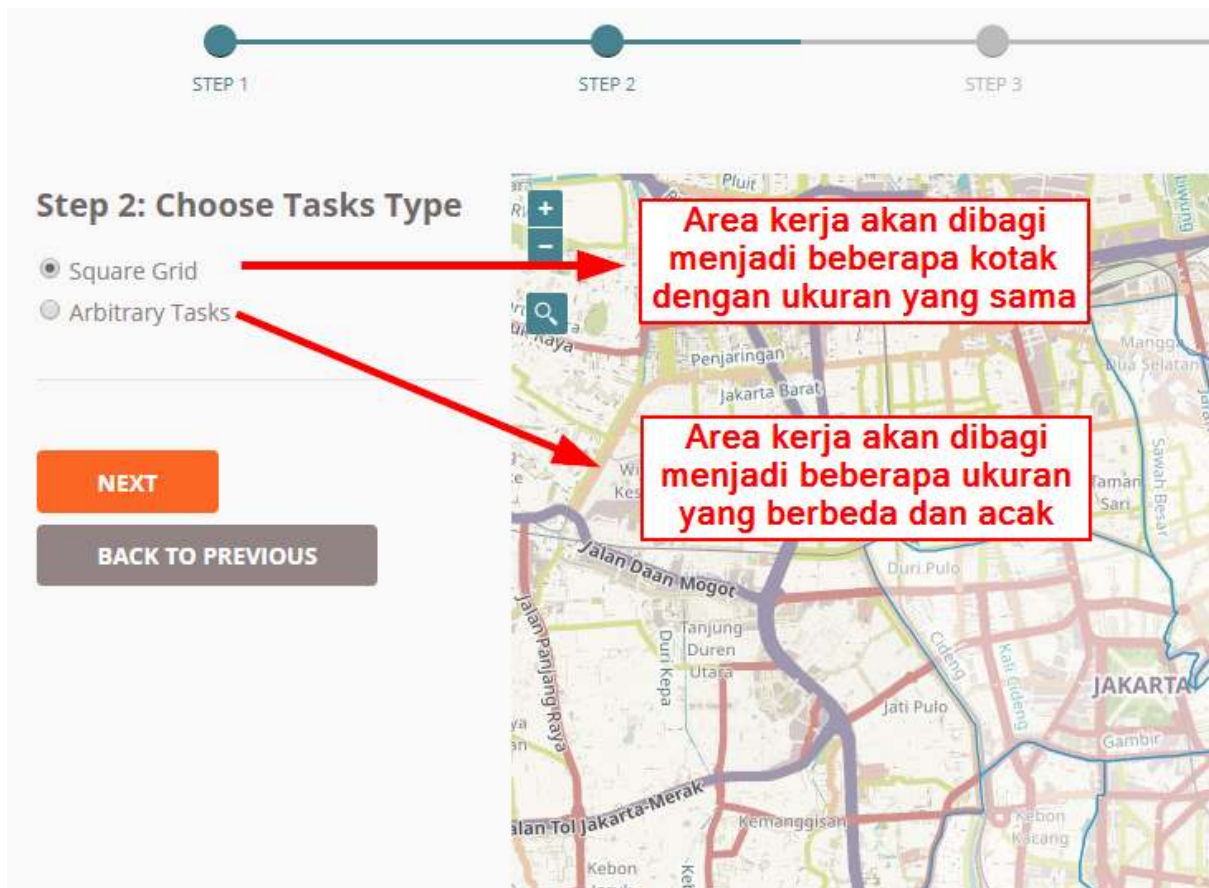 STEP 1
STEP 2
STEP 3
Step 2: Choose Tasks Type
Square Grid
Arbitrary Tasks
NEXT
BACK TO PREVIOUS
+
−
Area kerja akan dibagi
menjadi beberapa kotak
dengan ukuran yang sama
Area kerja akan dibagi
menjadi beberapa ukuran
yang berbeda dan acak
Pluit
Penjaringan
Mangga
Dua Selatan
Jakarta Barat
Sawah Besar
Taman
Sari
Jalan Daan Mogot
Duri Pulo
Jalan Panjang Raya
Tanjung
Duren
Utara
Duri Kepa
Cideng
Kali Cideng
JAKARTA
Jati Pulo
Gambir
Jalan Tol Jakarta-Merak
Kemanggisan
Kebon
Kacang
Kebon